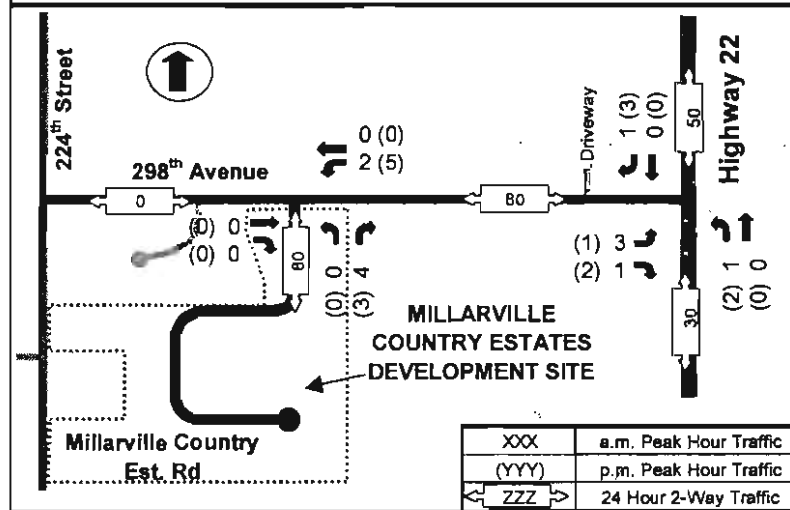 224th Street
298th Avenue
0 (0)
2 (5)
Driveway
1 (3)
0 (0)
50
Highway 22
0
80
(0) 0
(0) 0
80
(0) 0
(3) 4
(1) 3
(2) 1
(2) 1
(0) 0
30
MILLARVILLE
COUNTRY ESTATES
DEVELOPMENT SITE
Millarville Country
Est. Rd
XXX a.m. Peak Hour Traffic
(YYY) p.m. Peak Hour Traffic
ZZZ 24 Hour 2-Way Traffic